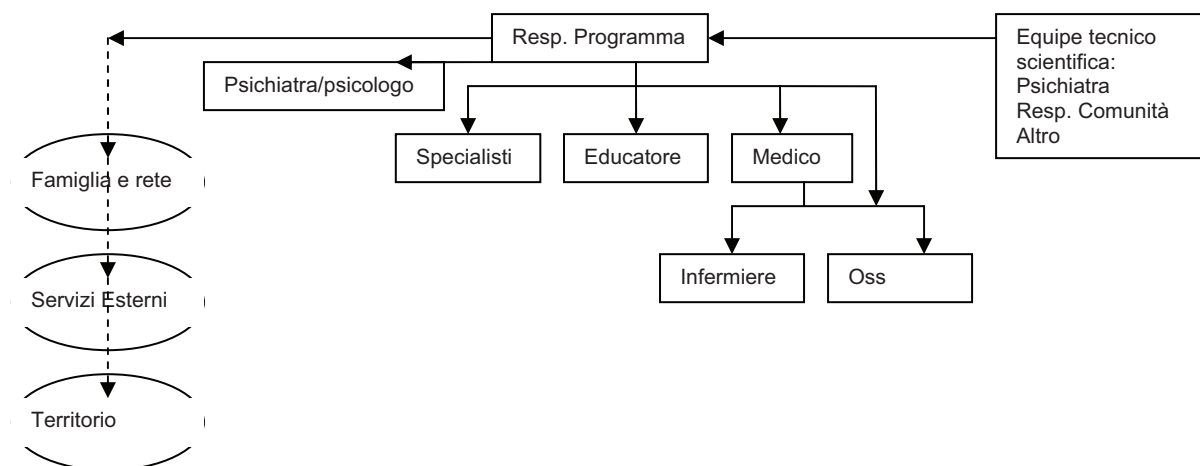 Resp. Programma
Equipe tecnico
scientifica:
Psichiatra
Resp. Comunità
Altro
Psichiatra/psicologo
Specialisti
Educatore
Medico
Famiglia e rete
Infermiere
Oss
Servizi Esterni
Territorio